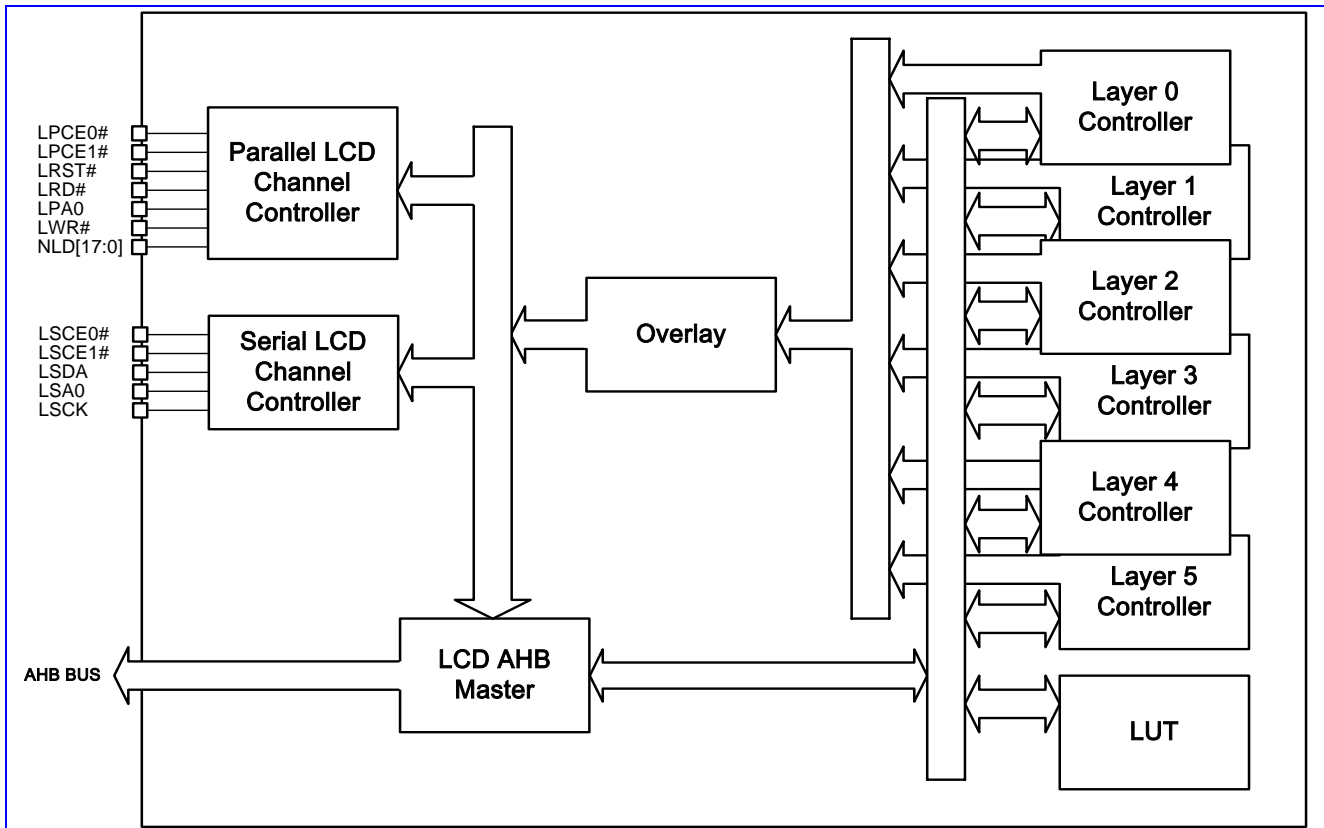 LPCE0#
LPCE1#
LRST#
LRD#
LPA0
LWR#
NLD[17:0]
Parallel LCD
Channel
Controller
LSCE0#
LSCE1#
LSDA
LSA0
LSCK
Serial LCD
Channel
Controller
Overlay
Layer 0
Controller
Layer 1
Controller
Layer 2
Controller
Layer 3
Controller
Layer 4
Controller
Layer 5
Controller
AHB BUS
LCD AHB
Master
LUT